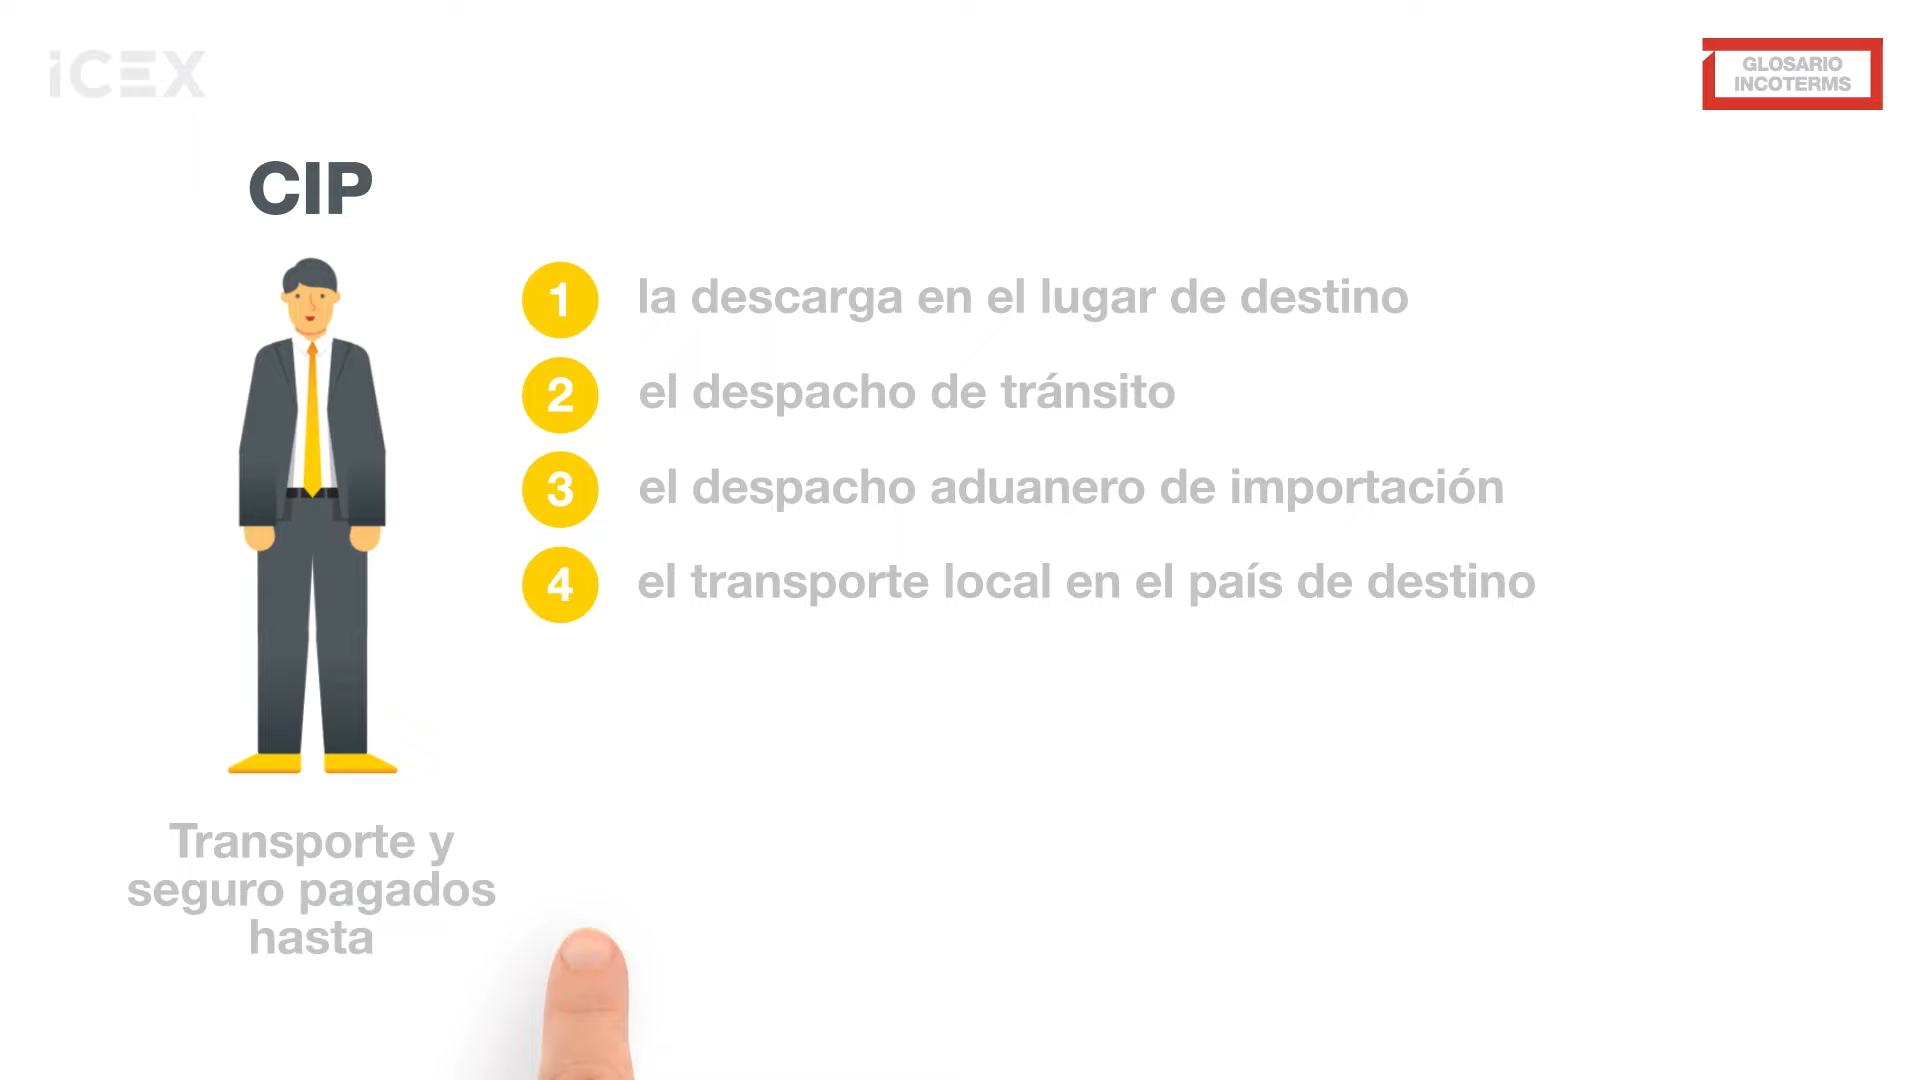 iCEX
GLOSARIO
INCOTERMS
CIP
1 la descarga en el lugar de destino
2 el despacho de tránsito
3 el despacho aduanero de importación
4 el transporte local en el país de destino
Transporte y
seguro pagados
hasta